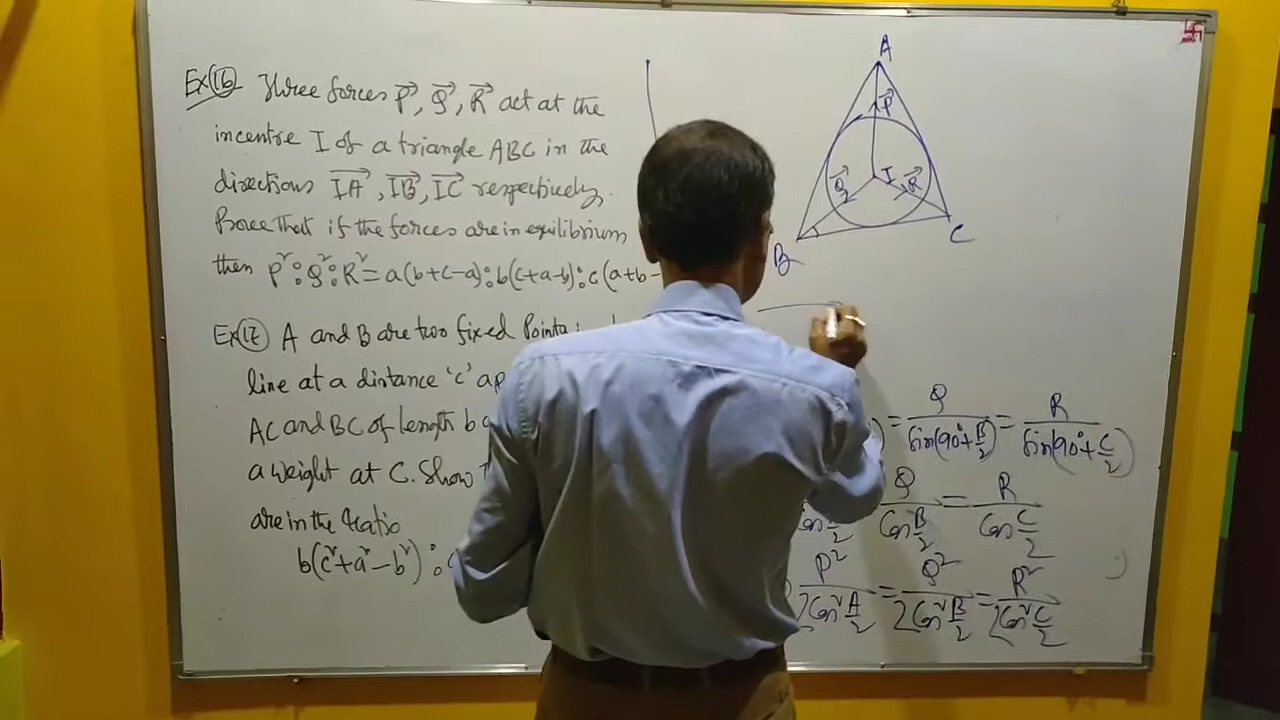 Ex(16) Three forces P⃗, Q⃗, R⃗ act at the
incentre I of a triangle ABC in the
directions IA⃗, IB⃗, IC⃗ respectively.
Prove that if the forces are in equilibrium
then P² : Q² : R² = a(b+c-a) : b(c+a-b) : c(a+b-
Ex(17) A and B are two fixed Points
line at a distance 'c'
AC and BC of length b
a weight at C. Show
are in the ratio
b(c²+a²-b²) :
A
P⃗
I
Q⃗
R⃗
B
C
= Q/Sin(90°+B/2) = R/Sin(90°+C/2)
Q/Cos B/2 = R/Cos C/2
P²/2Cos² A/2 = Q²/2Cos² B/2 = R²/2Cos² C/2